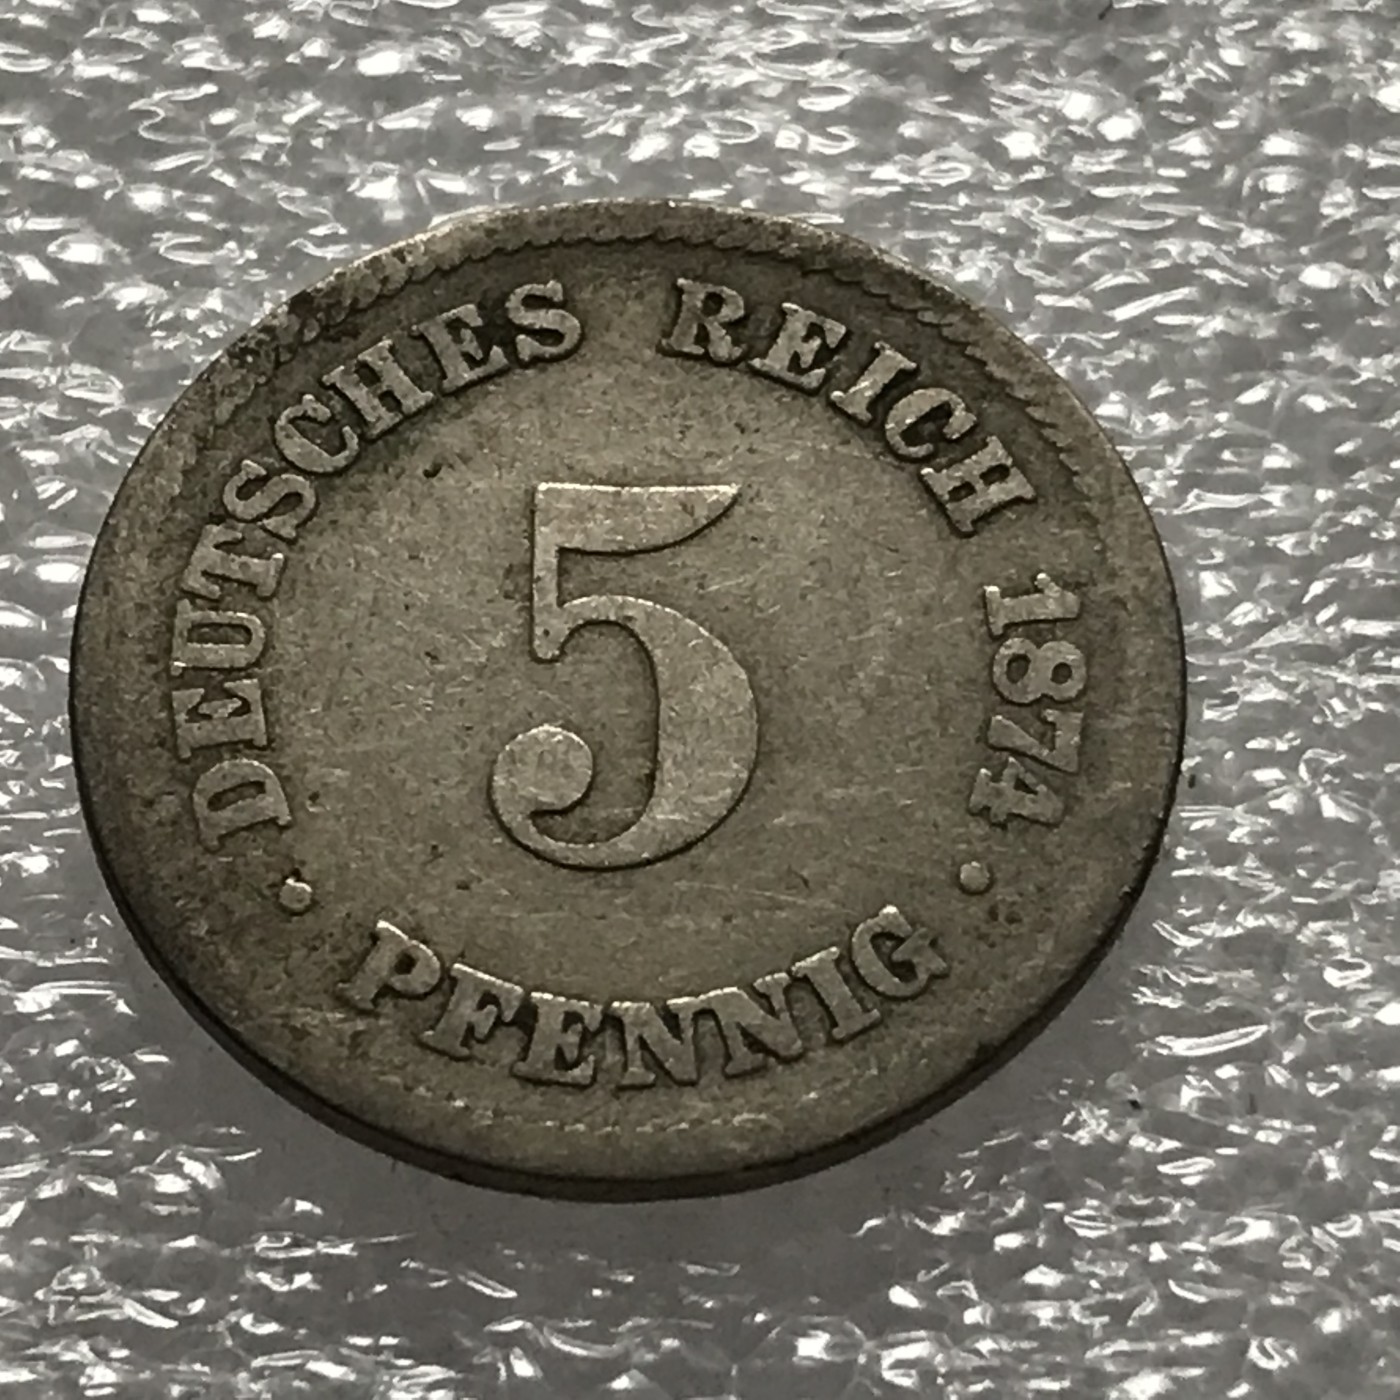 DEUTSCHES REICH 1874
5
· PFENNIG ·